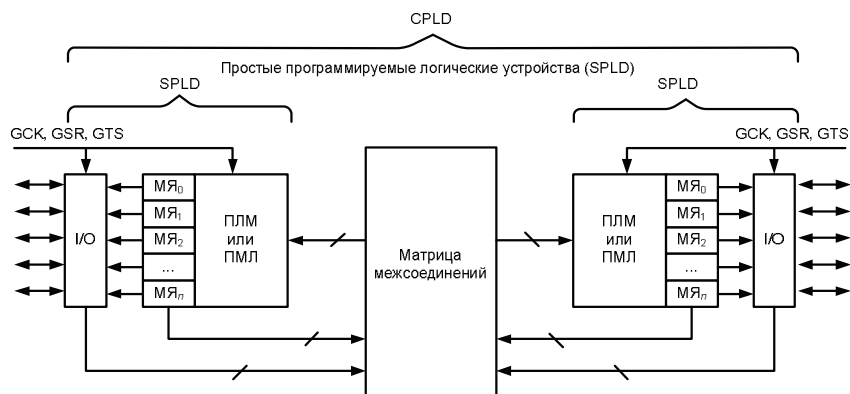 CPLD
Простые программируемые логические устройства (SPLD)
SPLD
SPLD
GCK, GSR, GTS
GCK, GSR, GTS
I/O
МЯ0
МЯ1
МЯ2
...
МЯn
ПЛМ
или
ПМЛ
Матрица
межсоединений
ПЛМ
или
ПМЛ
МЯ0
МЯ1
МЯ2
...
МЯn
I/O